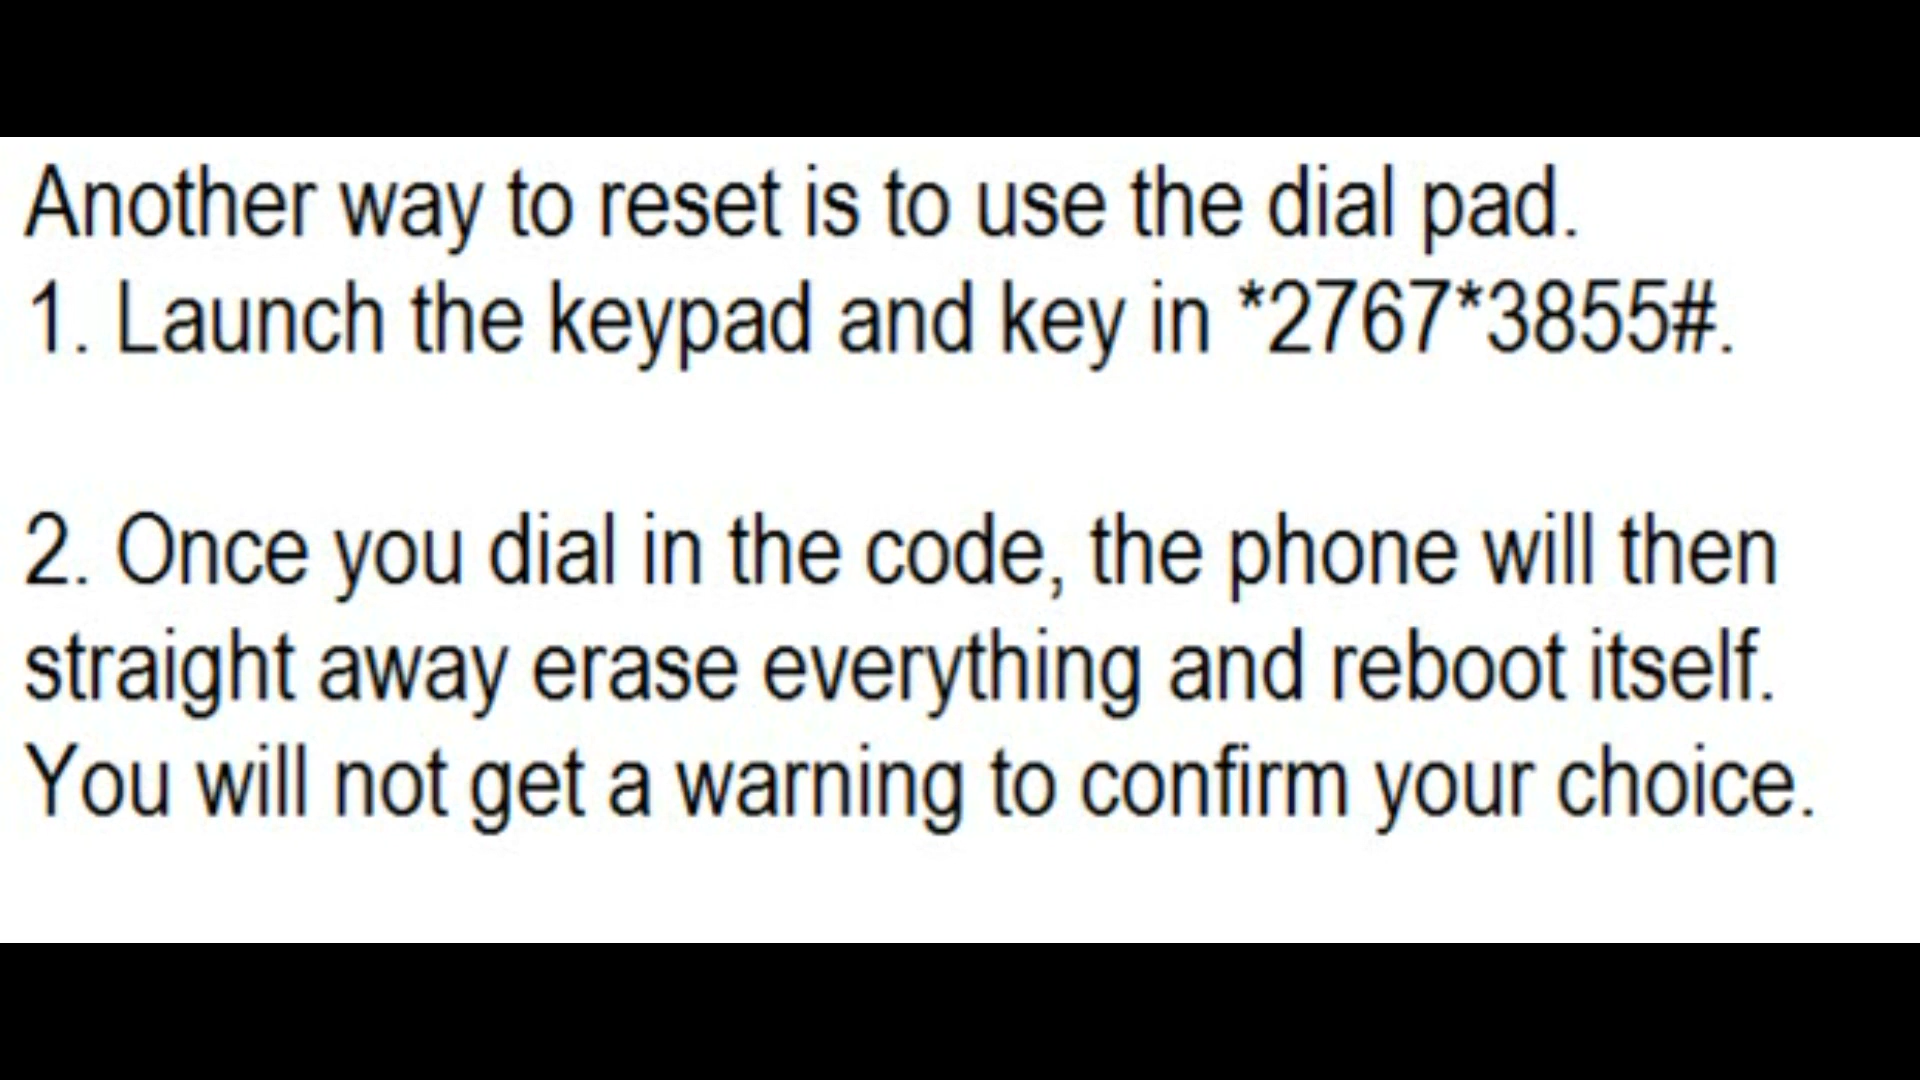 Another way to reset is to use the dial pad.
1. Launch the keypad and key in *2767*3855#.
2. Once you dial in the code, the phone will then
straight away erase everything and reboot itself.
You will not get a warning to confirm your choice.